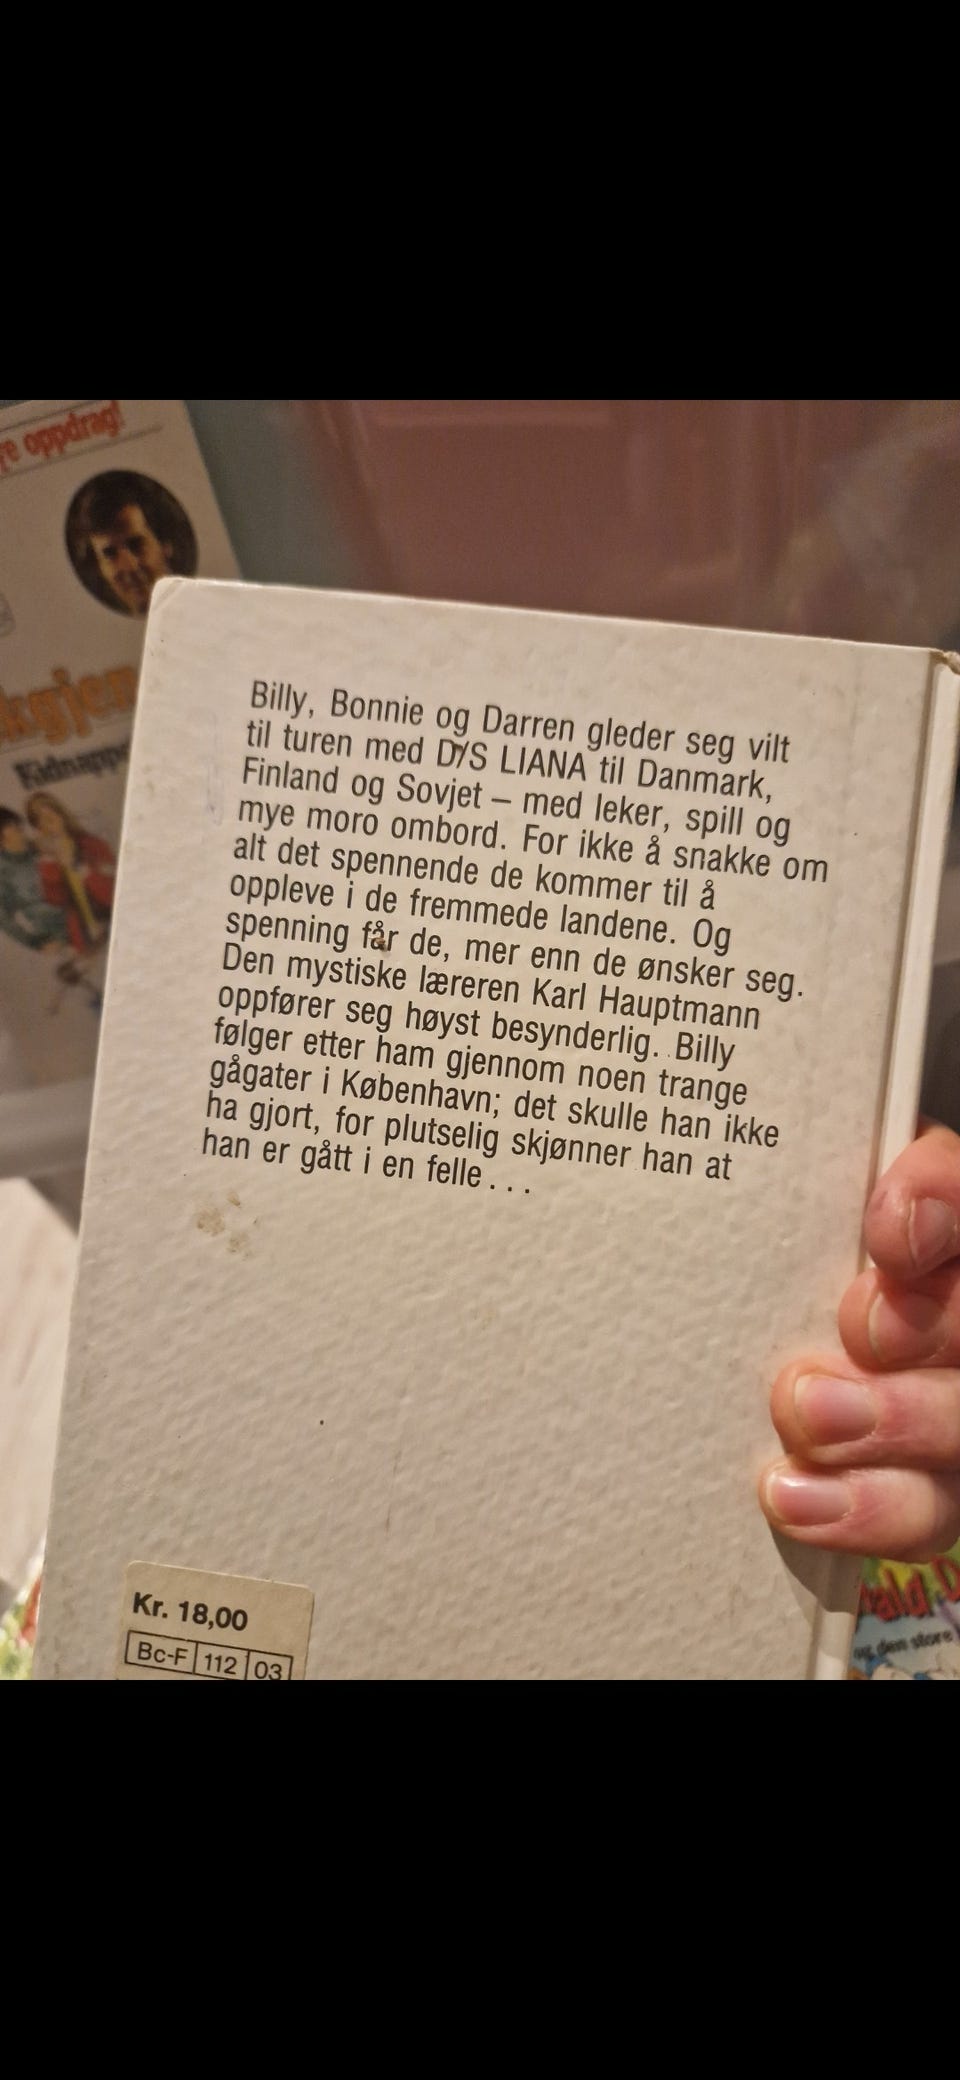 oppdrag!
Billy, Bonnie og Darren gleder seg vilt
til turen med D/S LIANA til Danmark,
Finland og Sovjet – med leker, spill og
mye moro ombord. For ikke å snakke om
alt det spennende de kommer til å
oppleve i de fremmede landene. Og
spenning får de, mer enn de ønsker seg.
Den mystiske læreren Karl Hauptmann
oppfører seg høyst besynderlig. Billy
følger etter ham gjennom noen trange
gågater i København; det skulle han ikke
ha gjort, for plutselig skjønner han at
han er gått i en felle . . .
Kr. 18,00
Bc-F 112 03
og den store